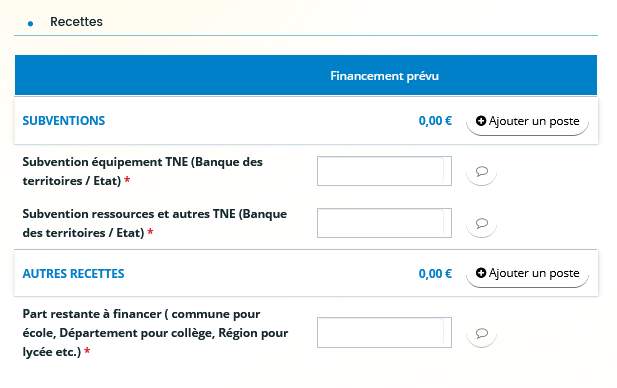 Recettes
Financement prévu
SUBVENTIONS 0,00 € Ajouter un poste
Subvention équipement TNE (Banque des
territoires / Etat) *
Subvention ressources et autres TNE (Banque
des territoires / Etat) *
AUTRES RECETTES 0,00 € Ajouter un poste
Part restante à financer ( commune pour
école, Département pour collège, Région pour
lycée etc.) *